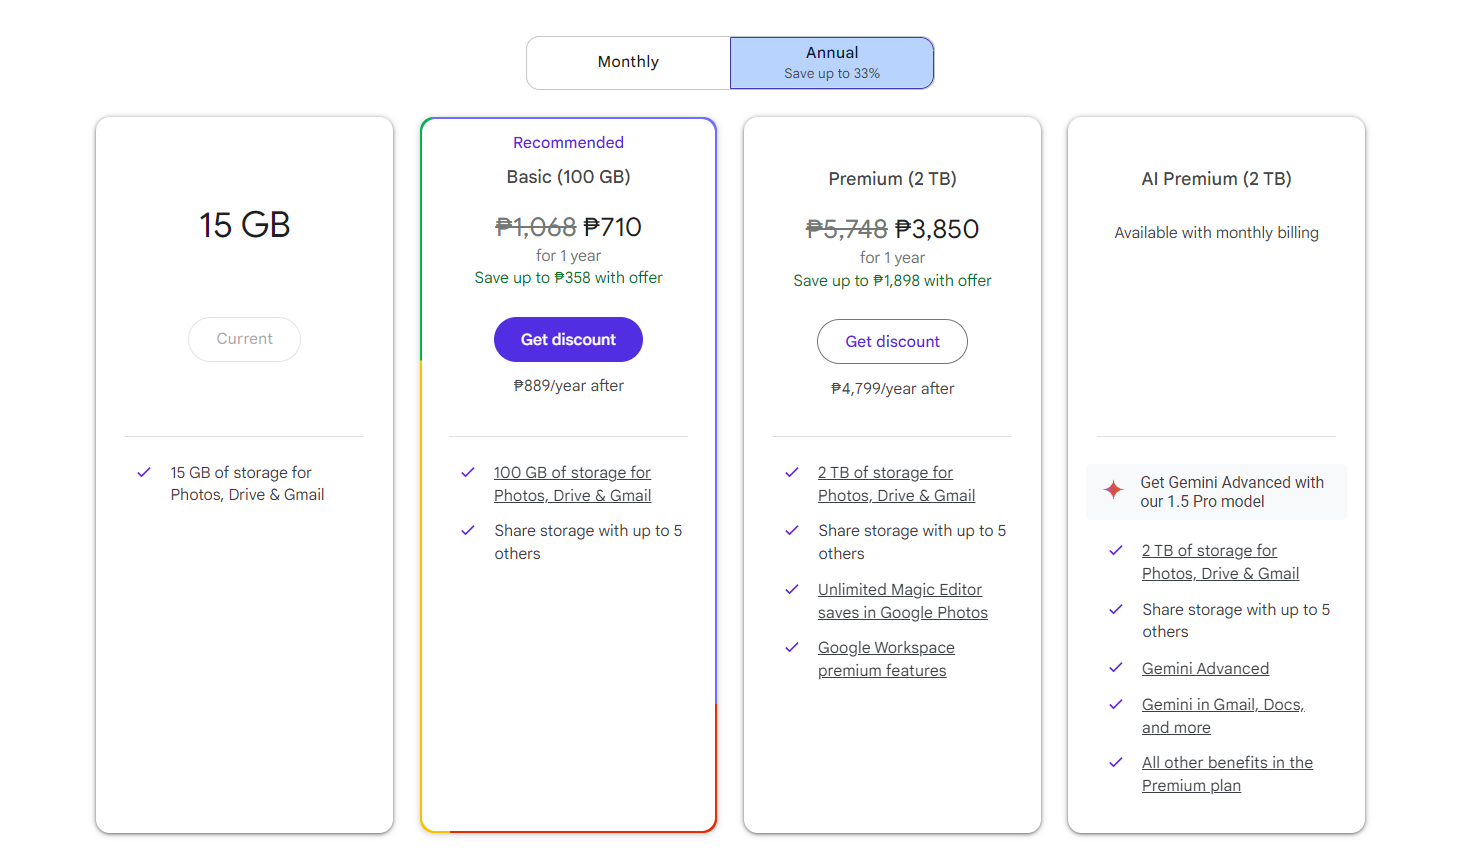 Monthly
Annual
Save up to 33%
15 GB
Current
15 GB of storage for
Photos, Drive & Gmail
Recommended
Basic (100 GB)
₱1,068 ₱710
for 1 year
Save up to ₱358 with offer
Get discount
₱889/year after
100 GB of storage for
Photos, Drive & Gmail
Share storage with up to 5
others
Premium (2 TB)
₱5,748 ₱3,850
for 1 year
Save up to ₱1,898 with offer
Get discount
₱4,799/year after
2 TB of storage for
Photos, Drive & Gmail
Share storage with up to 5
others
Unlimited Magic Editor
saves in Google Photos
Google Workspace
premium features
AI Premium (2 TB)
Available with monthly billing
Get Gemini Advanced with
our 1.5 Pro model
2 TB of storage for
Photos, Drive & Gmail
Share storage with up to 5
others
Gemini Advanced
Gemini in Gmail, Docs,
and more
All other benefits in the
Premium plan